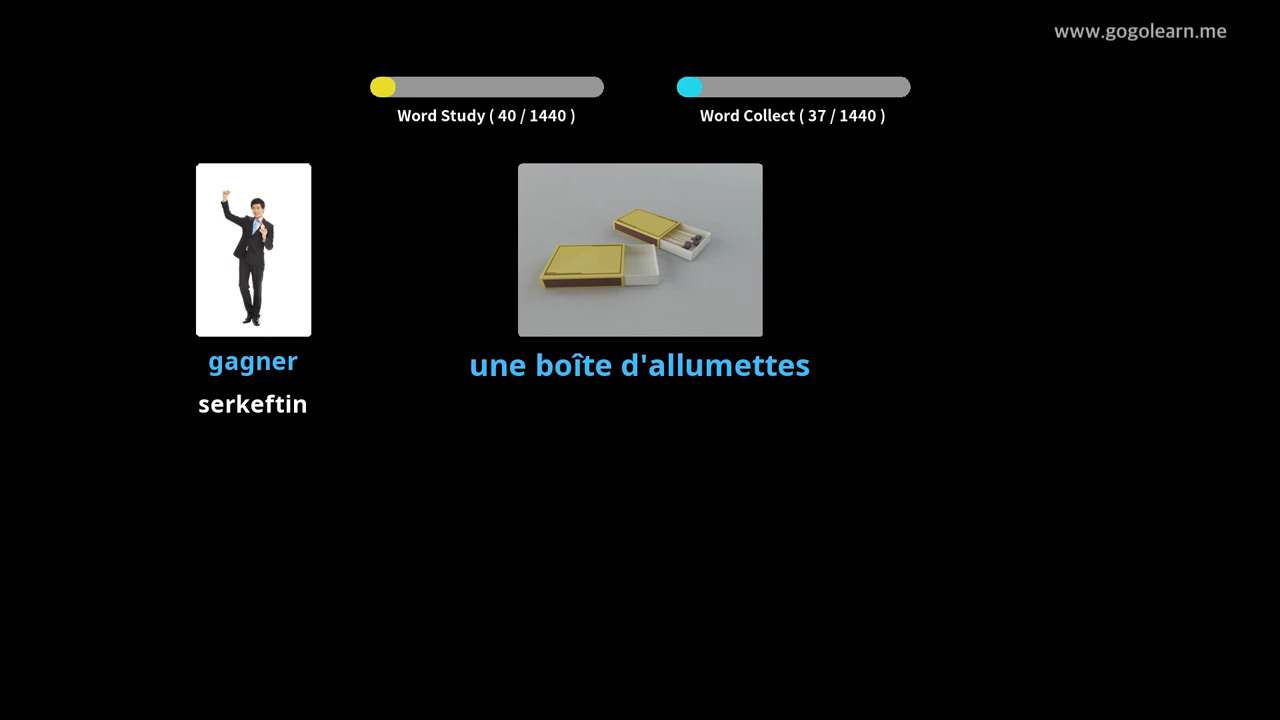 www.gogolearn.me
Word Study ( 40 / 1440 )
Word Collect ( 37 / 1440 )
gagner
serkeftin
une boîte d'allumettes